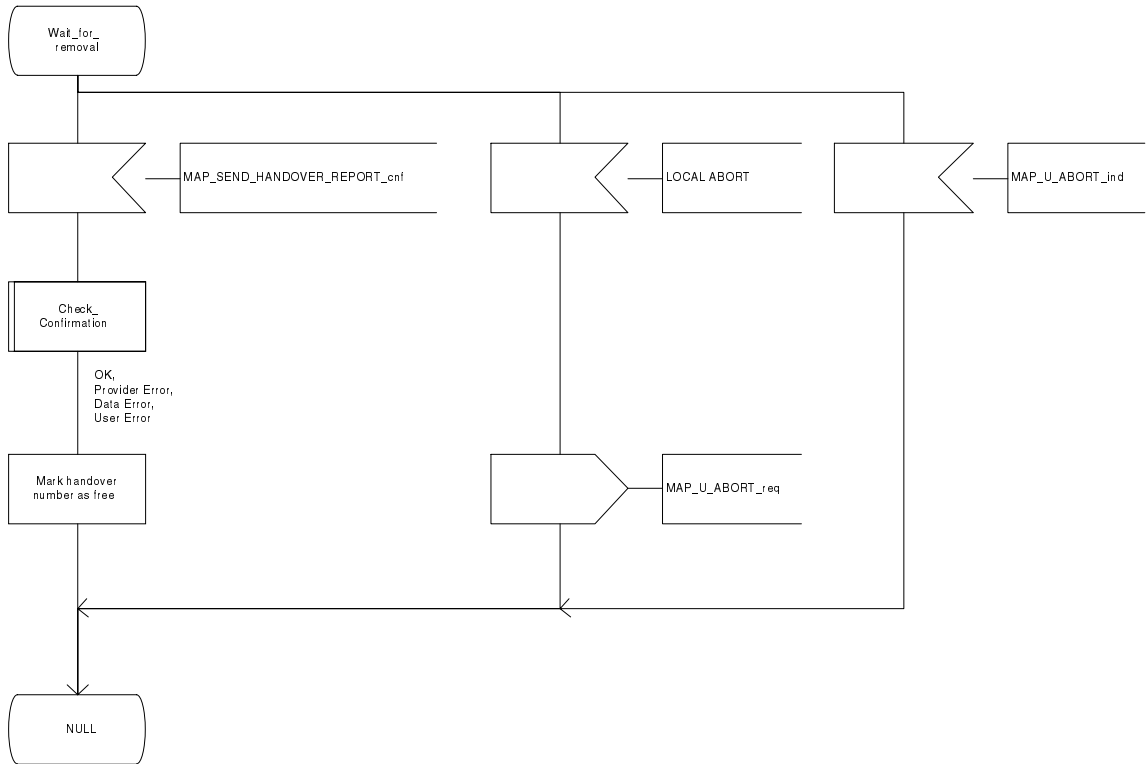 Wait_for_
removal
MAP_SEND_HANDOVER_REPORT_cnf
LOCAL ABORT
MAP_U_ABORT_ind
Check_
Confirmation
OK,
Provider Error,
Data Error,
User Error
Mark handover
number as free
MAP_U_ABORT_req
NULL